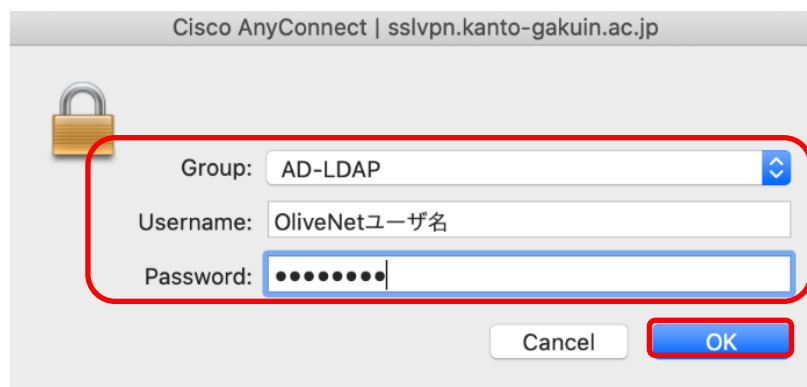 Cisco AnyConnect | sslvpn.kanto-gakuin.ac.jp
Group: AD-LDAP
Username: OliveNetユーザ名
Password: ●●●●●●●●
Cancel OK